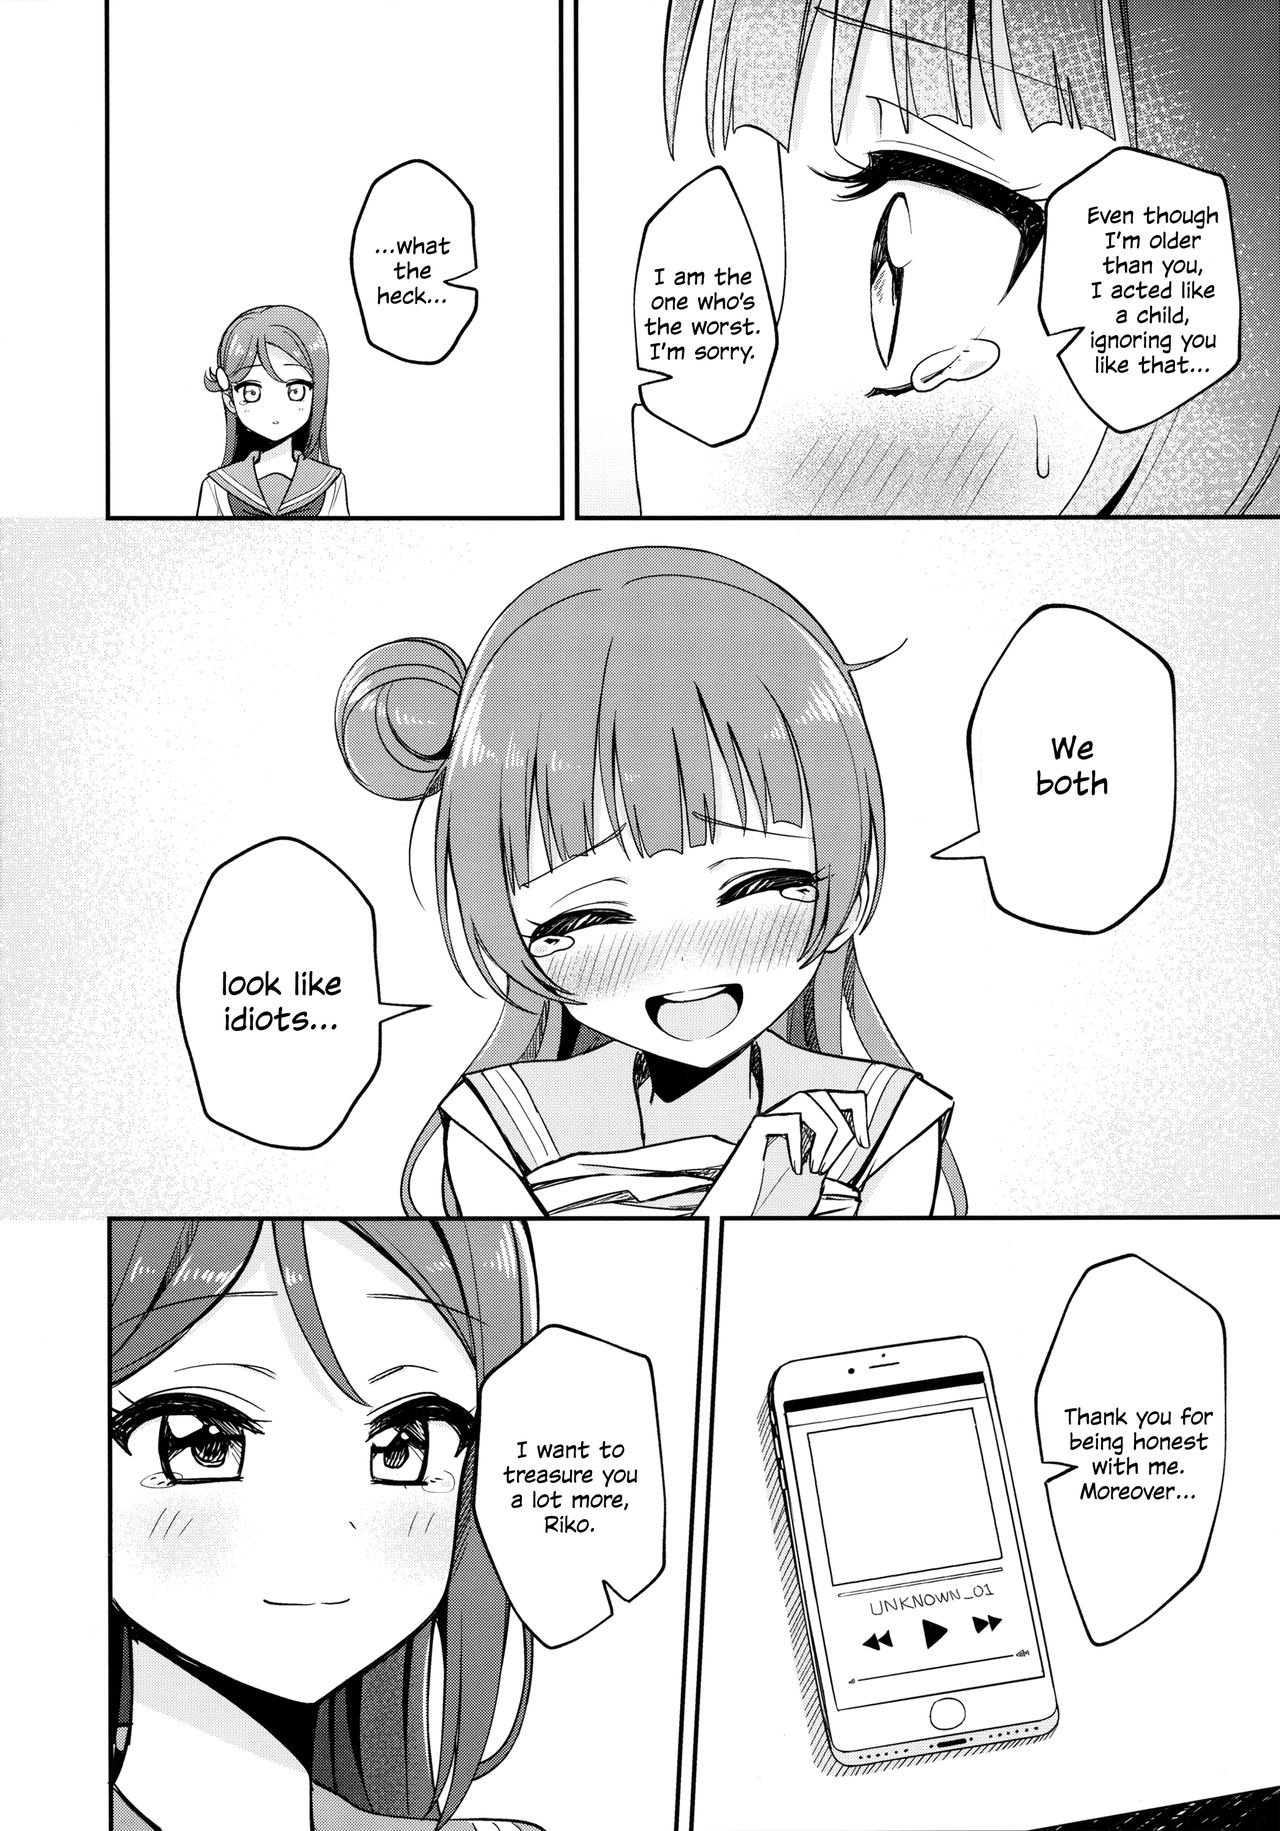 Even though
I'm older
than you,
I acted like
a child,
ignoring you
like that...
I am the
one who's
the worst.
I'm sorry.
...what
the
heck...
We
both
look like
idiots...
Thank you for
being honest
with me.
Moreover...
UNKNOWN_01
I want to
treasure you
a lot more,
Riko.